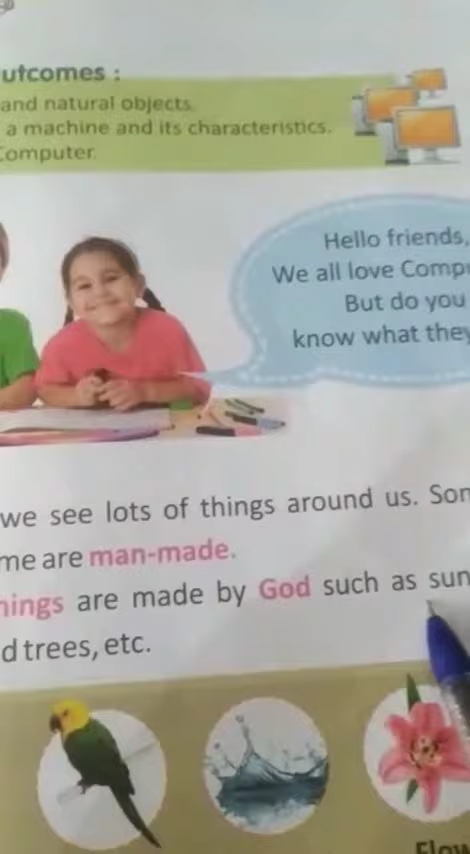 utcomes :
and natural objects.
a machine and its characteristics.
Computer.
Hello friends,
We all love Comp
But do you
know what they
we see lots of things around us. Som
me are man-made.
hings are made by God such as sun
d trees, etc.
Flow